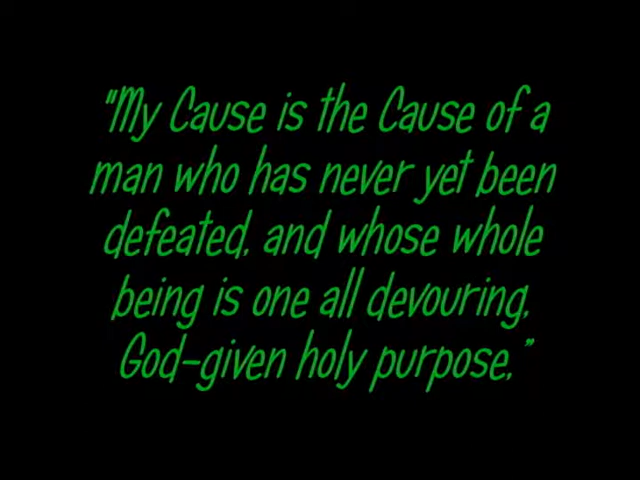 "My Cause is the Cause of a
man who has never yet been
defeated, and whose whole
being is one all devouring,
God-given holy purpose."